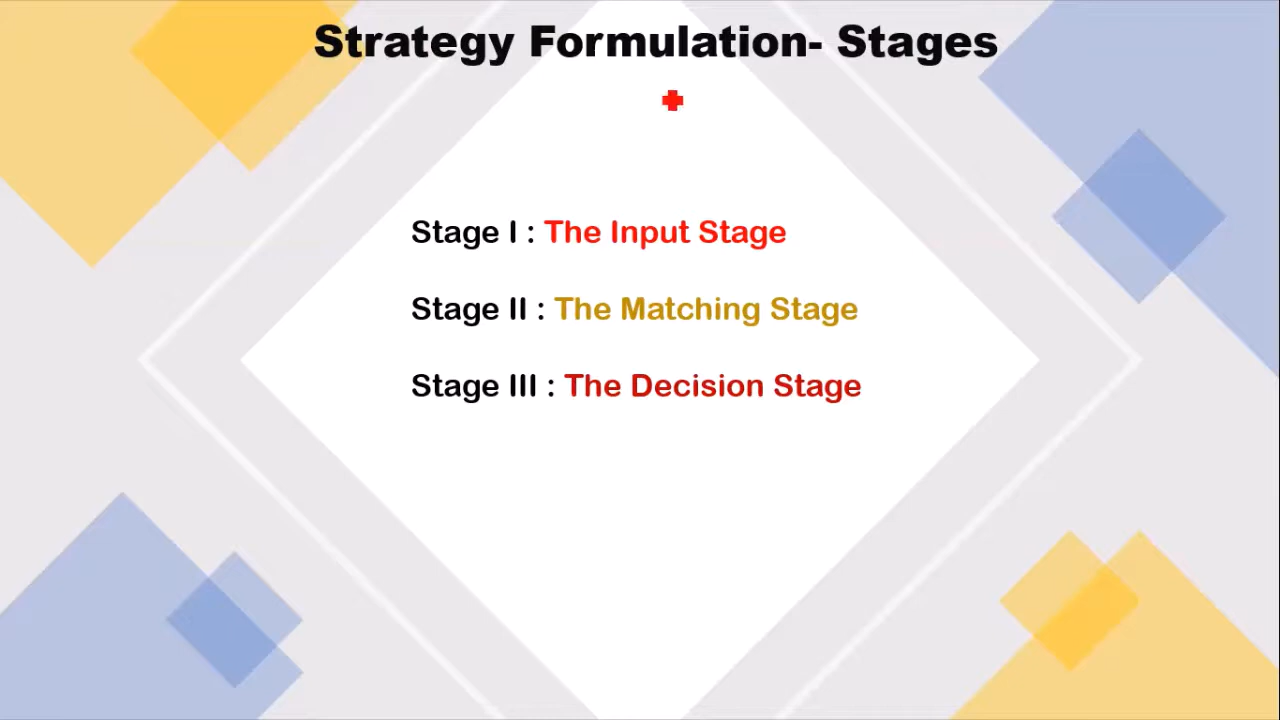 Strategy Formulation- Stages
Stage I : The Input Stage
Stage II : The Matching Stage
Stage III : The Decision Stage